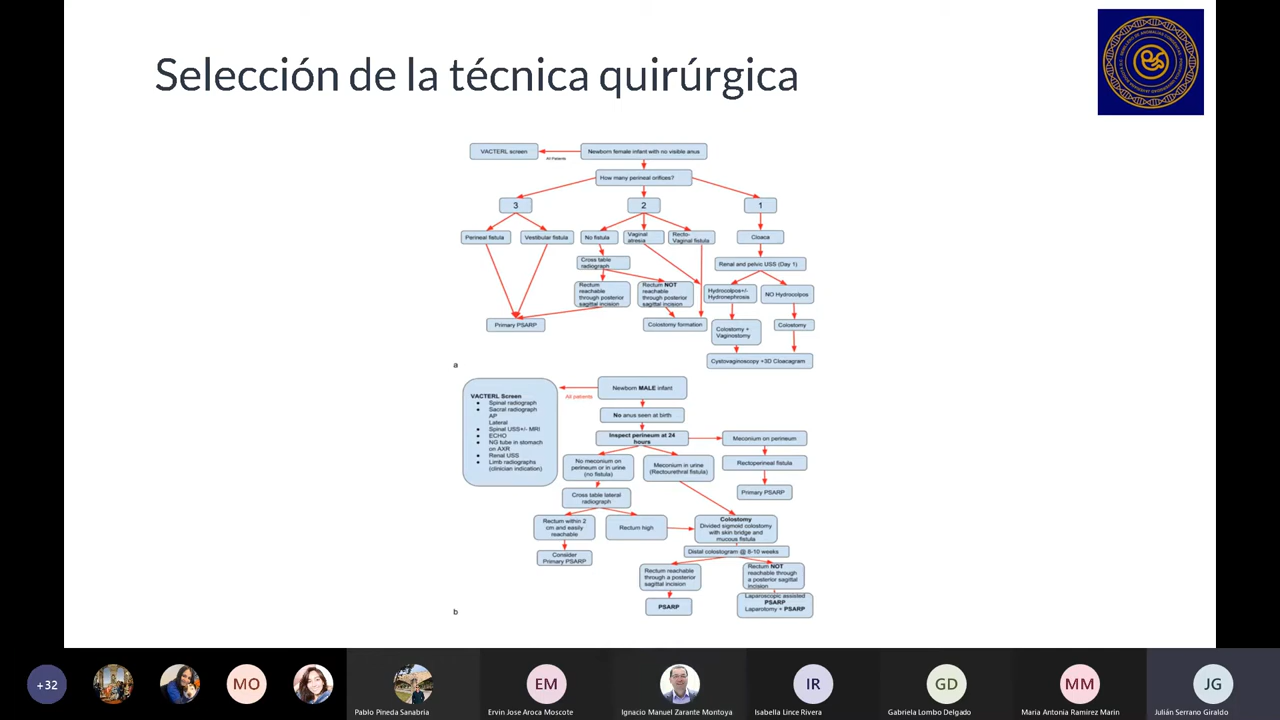 Selección de la técnica quirúrgica
VACTERL screen
All Patients
Newborn female infant with no visible anus
How many perineal orifices?
3
2
1
Perineal fistula
Vestibular fistula
No fistula
Vaginal
atresia
Recto-
Vaginal fistula
Cloaca
Cross table
radiograph
Renal and pelvic USS (Day 1)
Rectum
reachable
through posterior
sagittal incision
Rectum NOT
reachable
through posterior
sagittal incision
Hydrocolpos+/-
Hydronephrosis
NO Hydrocolpos
Primary PSARP
Colostomy formation
Colostomy +
Vaginostomy
Colostomy
Cystovaginoscopy +3D Cloacagram
a
VACTERL Screen
Spinal radiograph
Sacral radiograph
AP
Lateral
Spinal USS+/- MRI
ECHO
NG tube in stomach
on AXR
Renal USS
Limb radiographs
(clinician indication)
All patients
Newborn MALE infant
No anus seen at birth
Inspect perineum at 24
hours
Meconium on perineum
No meconium on
perineum or in urine
(no fistula)
Meconium in urine
(Rectourethral fistula)
Rectoperineal fistula
Primary PSARP
Cross table lateral
radiograph
Rectum within 2
cm and easily
reachable
Rectum high
Colostomy
Divided sigmoid colostomy
with skin bridge and
mucous fistula
Consider
Primary PSARP
Distal colostogram @ 8-10 weeks
Rectum reachable
through a posterior
sagittal incision
Rectum NOT
reachable through
a posterior sagittal
incision
PSARP
Laparoscopic assisted
PSARP
Laparotomy + PSARP
b
+32
MO
EM
IR
GD
MM
JG
Pablo Pineda Sanabria
Ervin Jose Aroca Moscote
Ignacio Manuel Zarante Montoya
Isabella Lince Rivera
Gabriela Lombo Delgado
Maria Antonia Ramirez Marin
Julián Serrano Giraldo